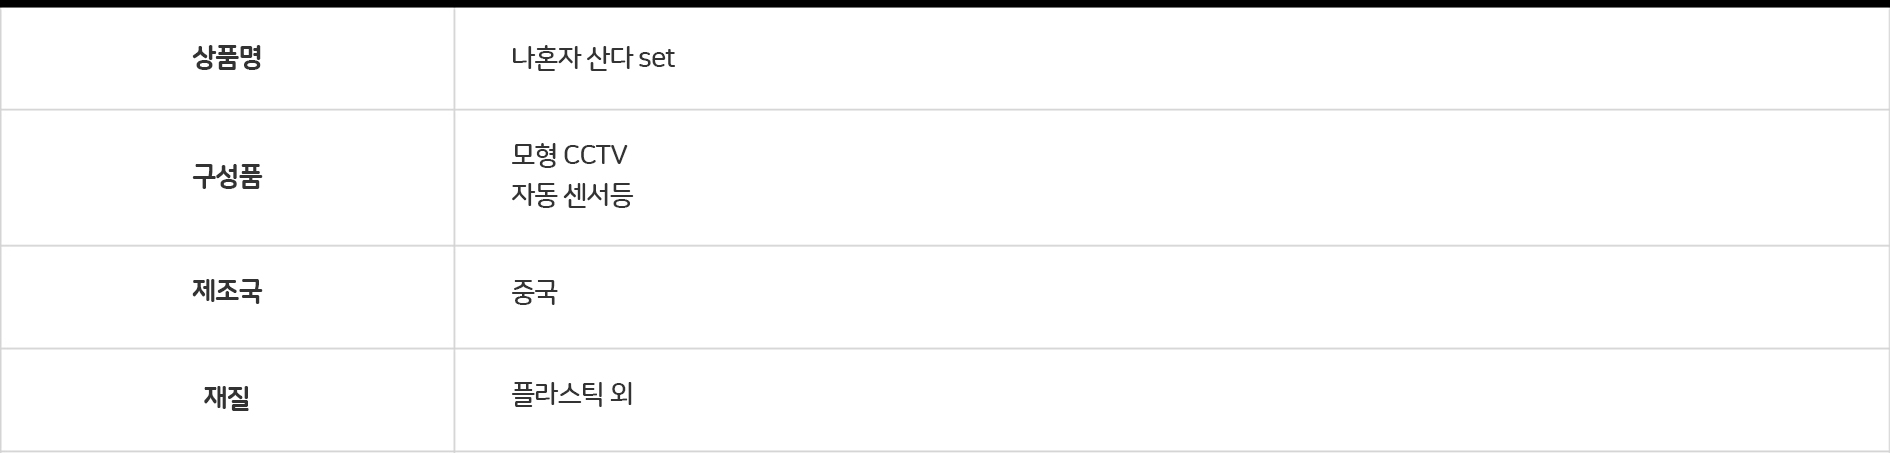 상품명
나혼자 산다 set
구성품
모형 CCTV
자동 센서등
제조국
중국
재질
플라스틱 외